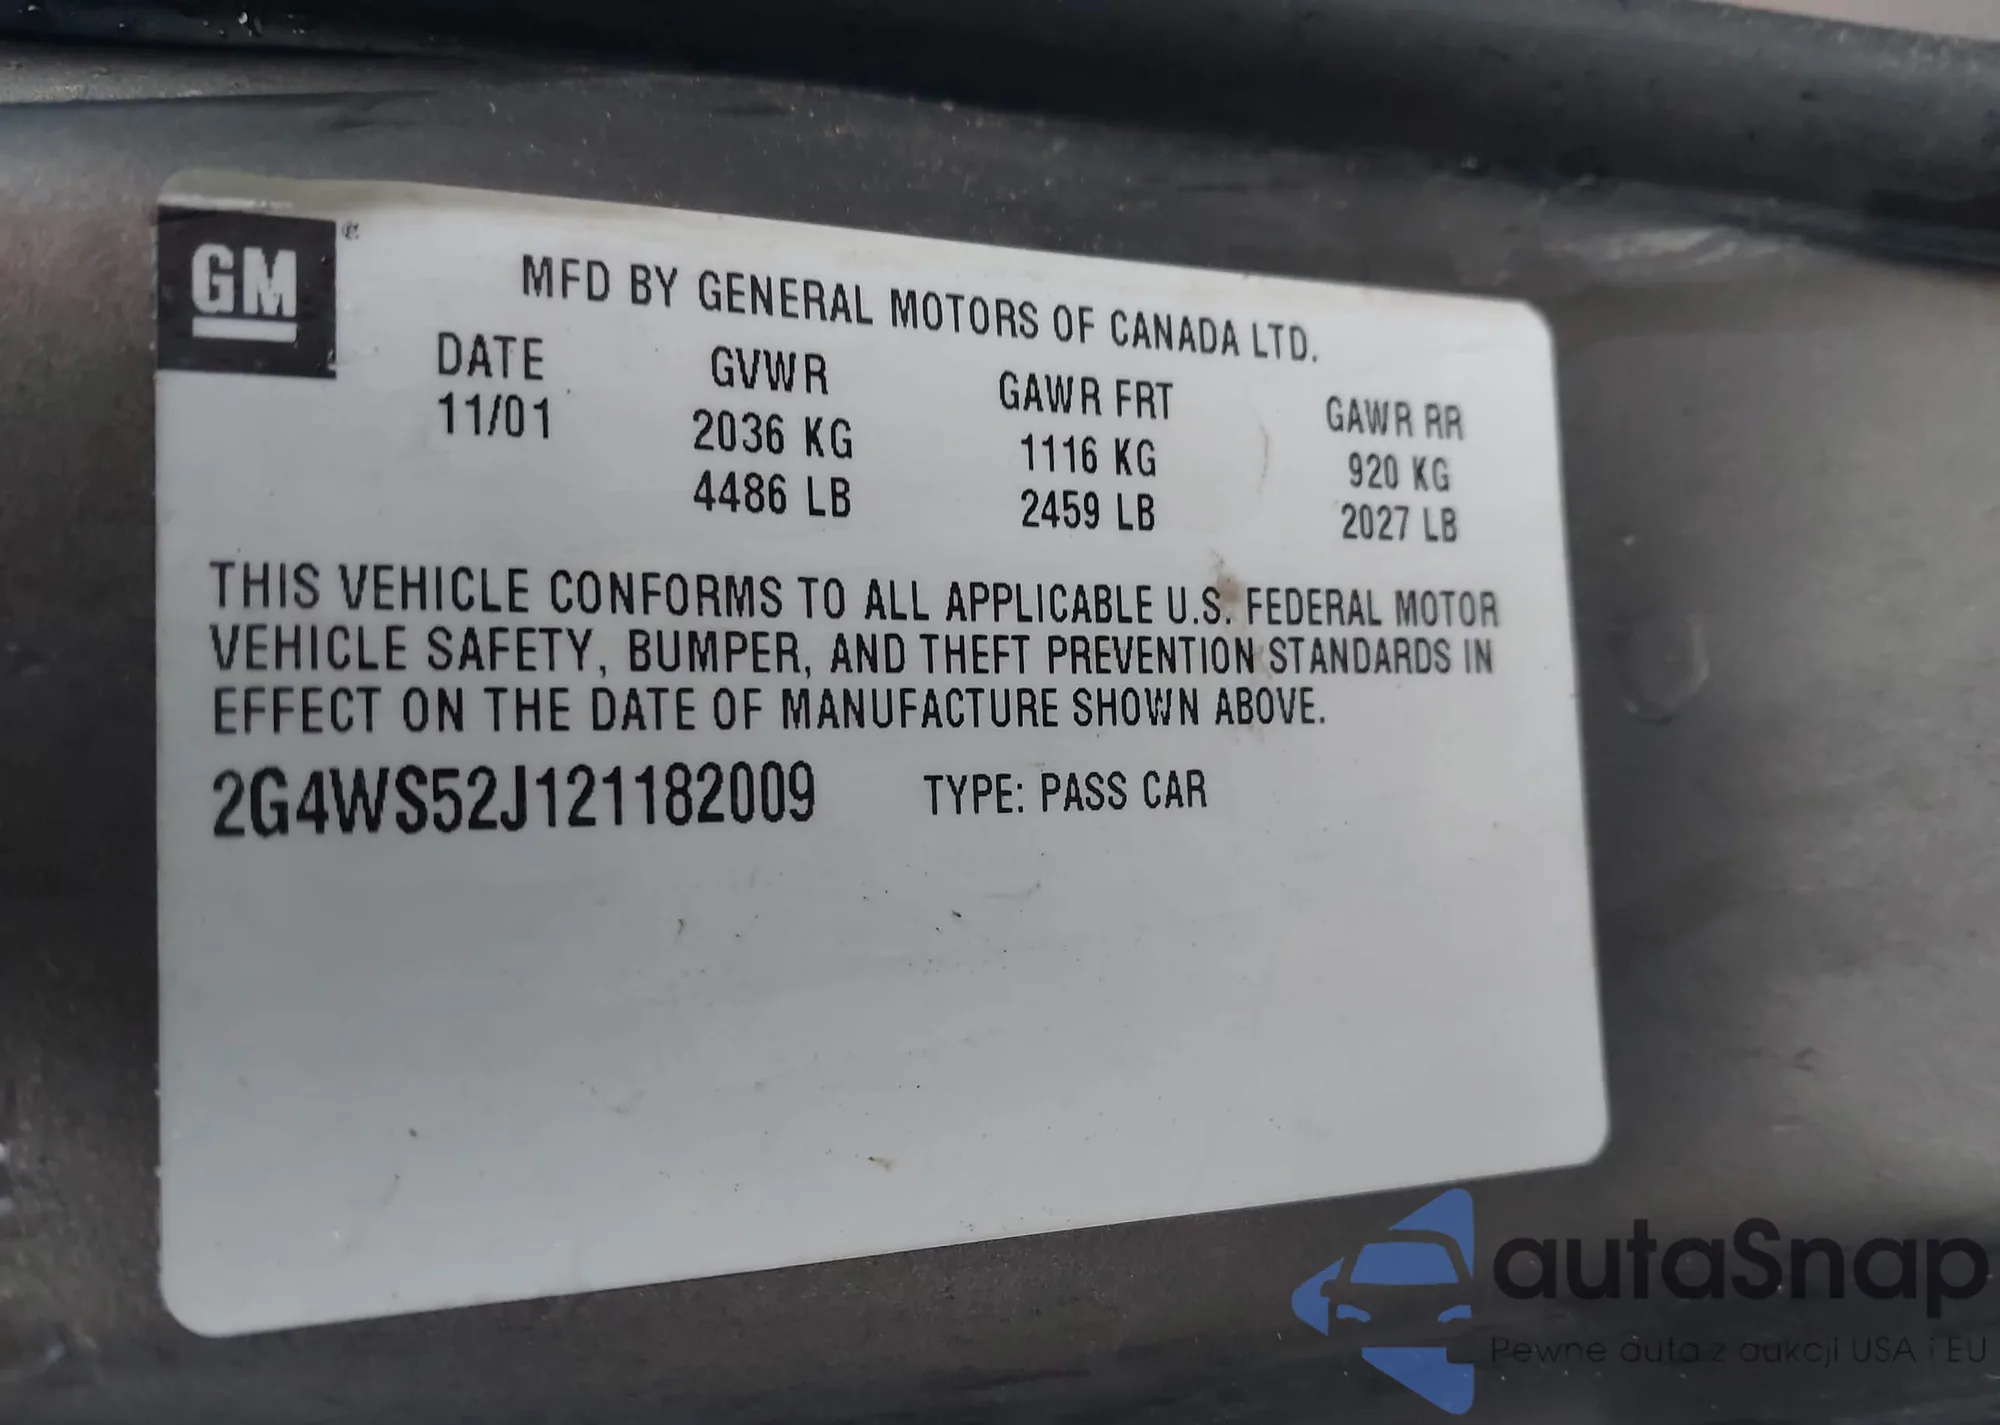 GM
MFD BY GENERAL MOTORS OF CANADA LTD.
DATE GVWR GAWR FRT GAWR RR
11/01 2036 KG 1116 KG 920 KG
4486 LB 2459 LB 2027 LB
THIS VEHICLE CONFORMS TO ALL APPLICABLE U.S. FEDERAL MOTOR
VEHICLE SAFETY, BUMPER, AND THEFT PREVENTION STANDARDS IN
EFFECT ON THE DATE OF MANUFACTURE SHOWN ABOVE.
2G4WS52J121182009 TYPE: PASS CAR
autaSnap
Pewne auta z aukcji USA i EU